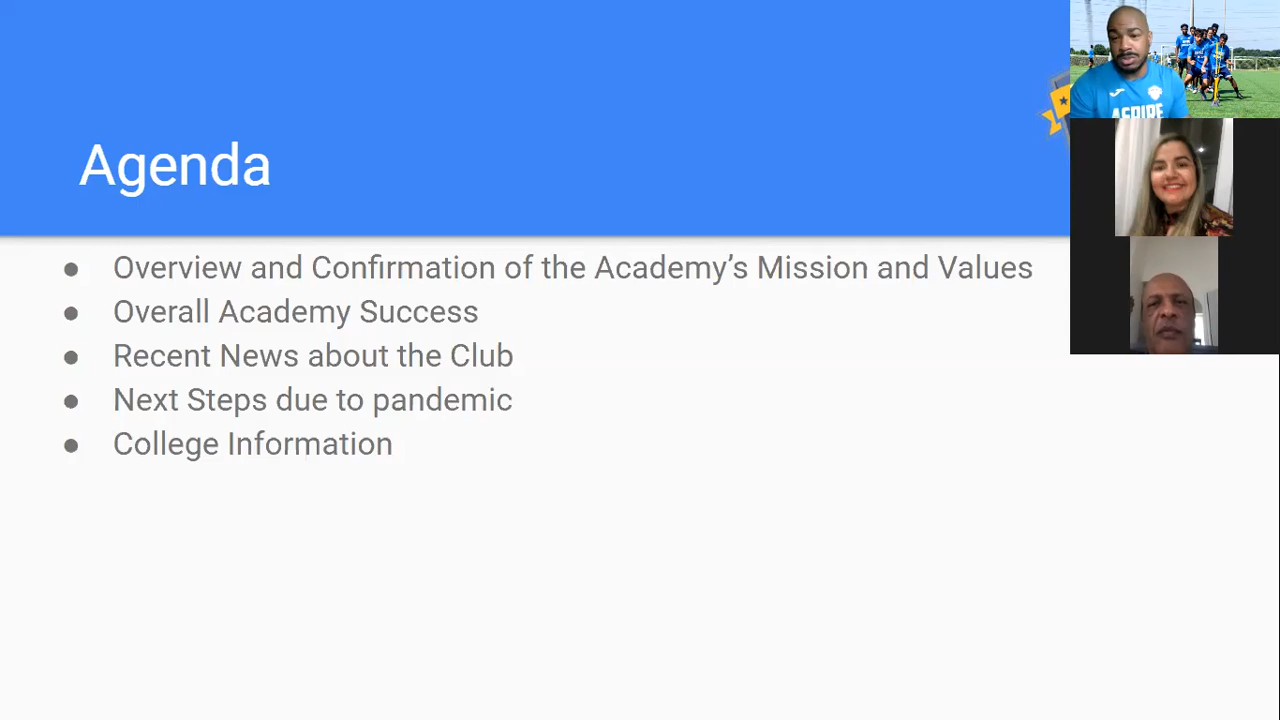 Agenda
● Overview and Confirmation of the Academy’s Mission and Values
● Overall Academy Success
● Recent News about the Club
● Next Steps due to pandemic
● College Information
ASPIRE